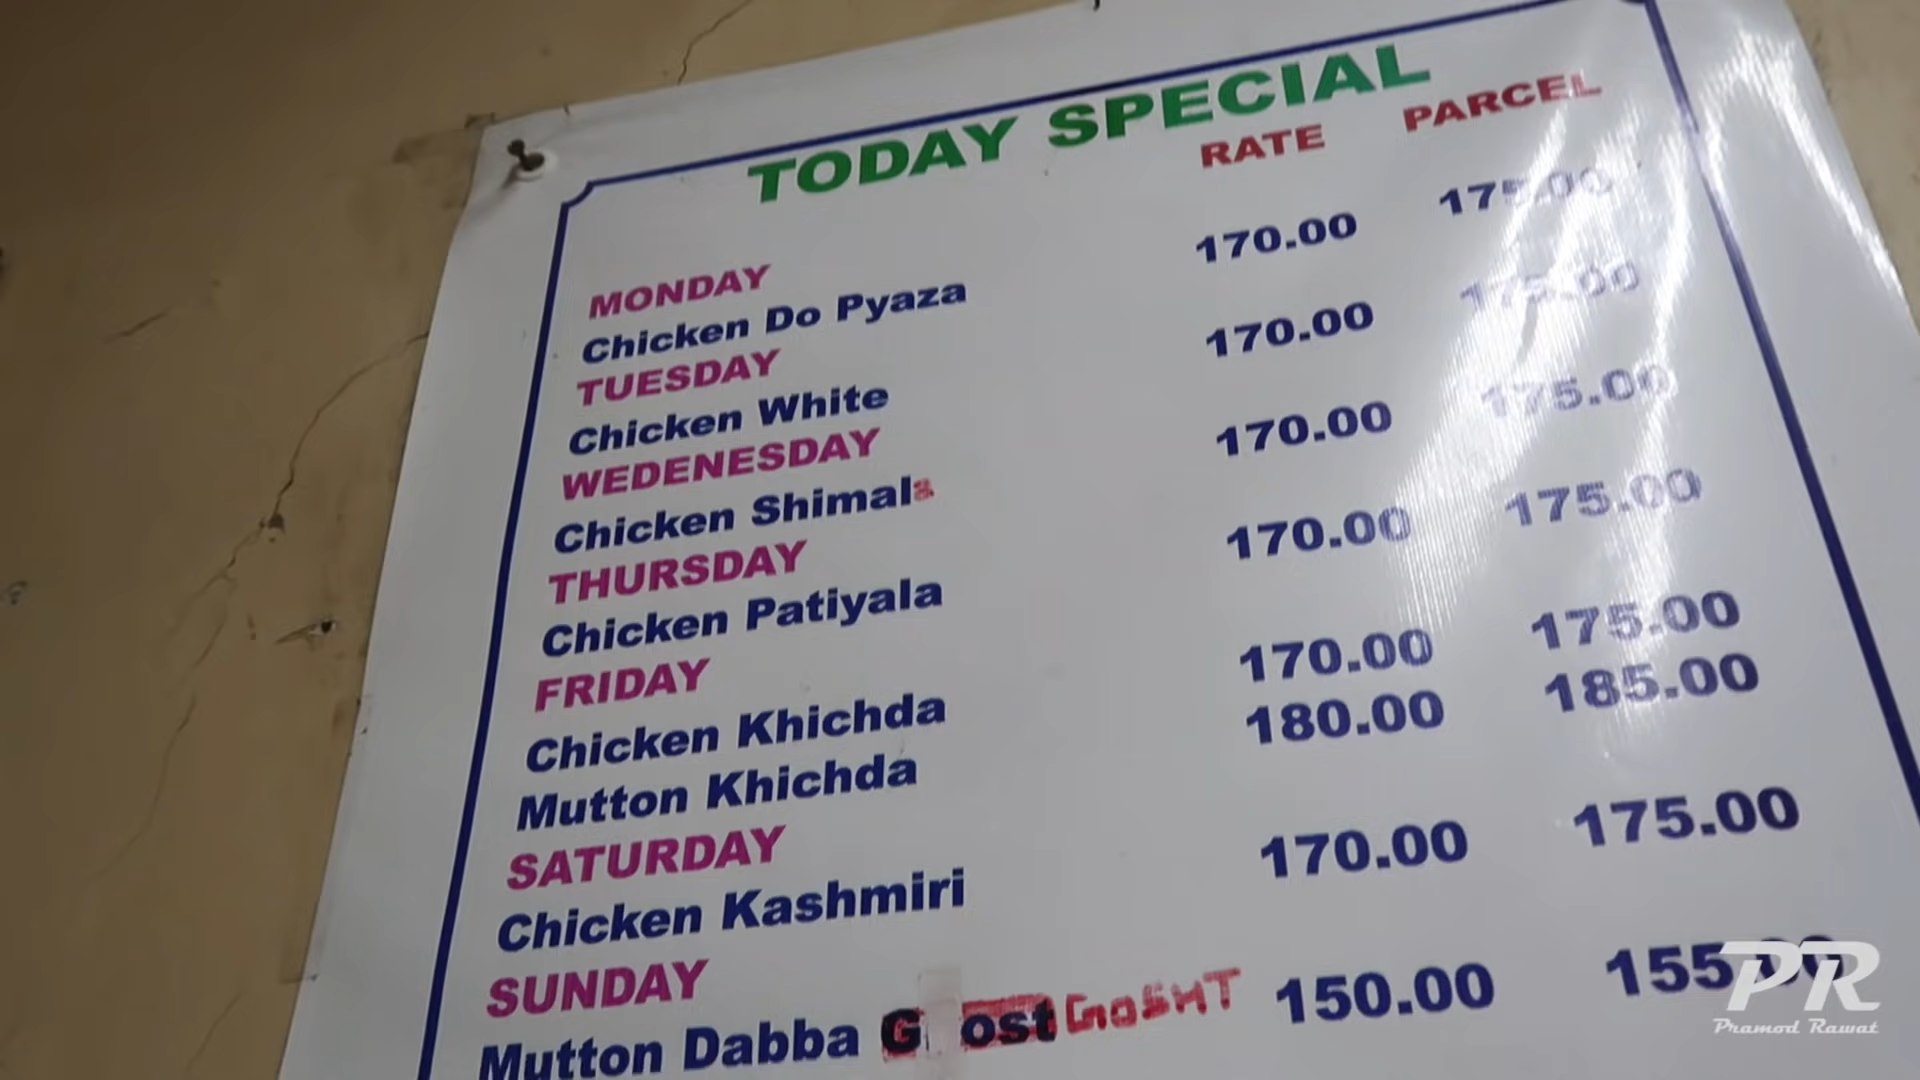 TODAY SPECIAL
RATE PARCEL
MONDAY
Chicken Do Pyaza 170.00 175.00
TUESDAY
Chicken White 170.00 175.00
WEDENESDAY
Chicken Shimala 170.00 175.00
THURSDAY
Chicken Patiyala 170.00 175.00
FRIDAY
Chicken Khichda 170.00 175.00
Mutton Khichda 180.00 185.00
SATURDAY
Chicken Kashmiri 170.00 175.00
SUNDAY
Mutton Dabba G ost GOSHT 150.00 155.00
PR
Pramod Rawat